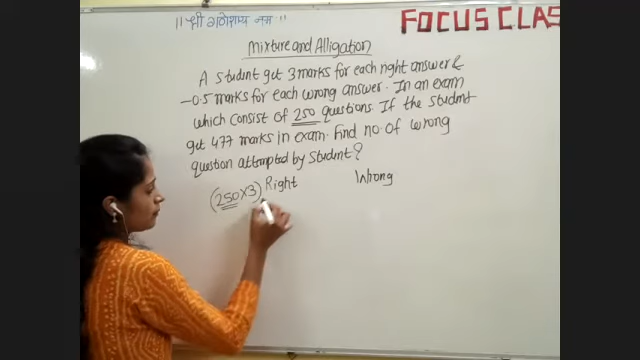 ॥ श्री गणेशाय नमः ॥
FOCUS CLAS
Mixture and Alligation
A student get 3 marks for each right answer &
-0.5 marks for each wrong answer. In an exam
which consist of 250 questions. If the student
get 477 marks in exam. Find no. of wrong
question attempted by student?
Right Wrong
(250×3)